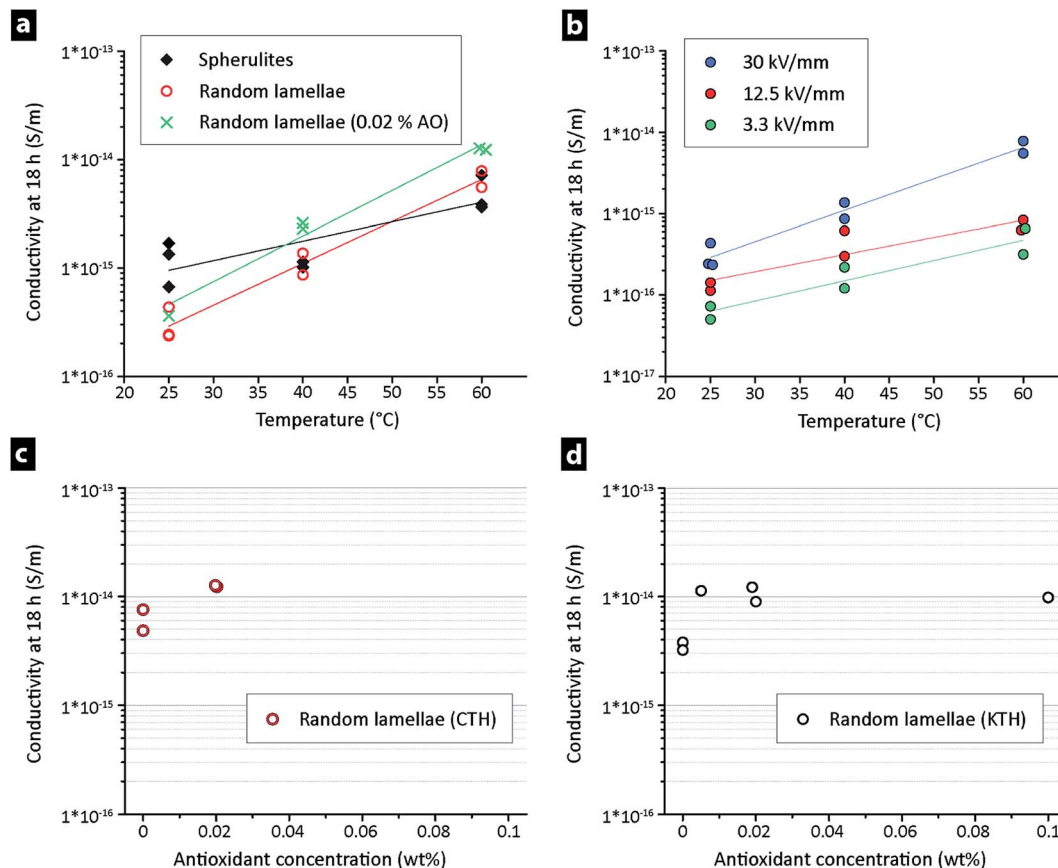 a
Conductivity at 18 h (S/m)
1*10⁻¹³
1*10⁻¹⁴
1*10⁻¹⁵
1*10⁻¹⁶
Spherulites
Random lamellae
Random lamellae (0.02 % AO)
20 25 30 35 40 45 50 55 60
Temperature (°C)
b
Conductivity at 18 h (S/m)
1*10⁻¹³
1*10⁻¹⁴
1*10⁻¹⁵
1*10⁻¹⁶
1*10⁻¹⁷
30 kV/mm
12.5 kV/mm
3.3 kV/mm
20 25 30 35 40 45 50 55 60
Temperature (°C)
c
Conductivity at 18 h (S/m)
1*10⁻¹³
1*10⁻¹⁴
1*10⁻¹⁵
1*10⁻¹⁶
Random lamellae (CTH)
0 0.02 0.04 0.06 0.08 0.1
Antioxidant concentration (wt%)
d
Conductivity at 18 h (S/m)
1*10⁻¹³
1*10⁻¹⁴
1*10⁻¹⁵
1*10⁻¹⁶
Random lamellae (KTH)
0 0.02 0.04 0.06 0.08 0.1
Antioxidant concentration (wt%)